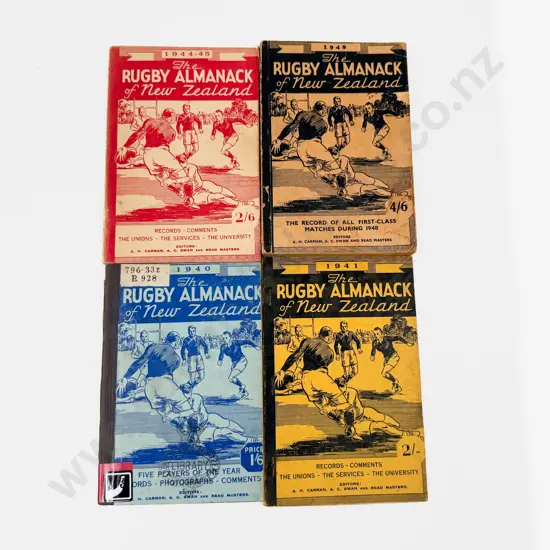 1944-45
The
RUGBY ALMANACK
of New Zealand
2/6
RECORDS - COMMENTS
THE UNIONS - THE SERVICES - THE UNIVERSITY
EDITORS:
A. H. CARMAN, A. C. SWAN AND READ MASTERS.
1949
The
RUGBY ALMANACK
of New Zealand
4/6
THE RECORD OF ALL FIRST-CLASS
MATCHES DURING 1948
EDITORS
A. H. CARMAN, A. C. SWAN AND READ MASTERS.
796·33z
R 928
1940
The
RUGBY ALMANACK
of New Zealand
PRICE
1/6
FIVE PLAYERS OF THE YEAR
ORDS - PHOTOGRAPHS - COMMENTS
EDITORS:
H. CARMAN, A. C. SWAN AND READ MASTERS.
1941
The
RUGBY ALMANACK
of New Zealand
2/-
RECORDS - COMMENTS
THE UNIONS - THE SERVICES - THE UNIVERSITY
EDITORS:
A. H. CARMAN, A. C. SWAN AND READ MASTERS.